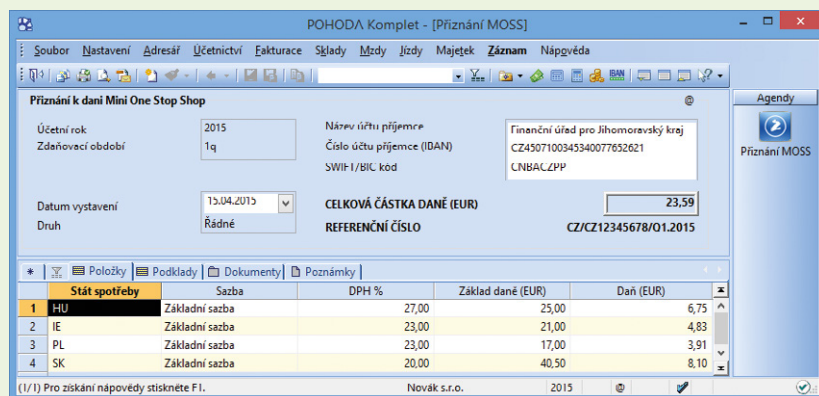 POHODA Komplet - [Přiznání MOSS]
Soubor Nastavení Adresář Účetnictví Fakturace Sklady Mzdy Jízdy Majetek Záznam Nápověda
IBAN
Přiznání k dani Mini One Stop Shop @
Agendy
Přiznání MOSS
Účetní rok 2015 Název účtu příjemce Finanční úřad pro Jihomoravský kraj
Zdaňovací období 1q Číslo účtu příjemce (IBAN) CZ4507100345340077652621
SWIFT/BIC kód CNBACZPP
Datum vystavení 15.04.2015 CELKOVÁ ČÁSTKA DANĚ (EUR) 23,59
Druh Řádné REFERENČNÍ ČÍSLO CZ/CZ12345678/Q1.2015
* Položky Podklady Dokumenty Poznámky
Stát spotřeby Sazba DPH % Základ daně (EUR) Daň (EUR)
1 HU Základní sazba 27,00 25,00 6,75
2 IE Základní sazba 23,00 21,00 4,83
3 PL Základní sazba 23,00 17,00 3,91
4 SK Základní sazba 20,00 40,50 8,10
(1/1) Pro získání nápovědy stiskněte F1. Novák s.r.o. 2015 @